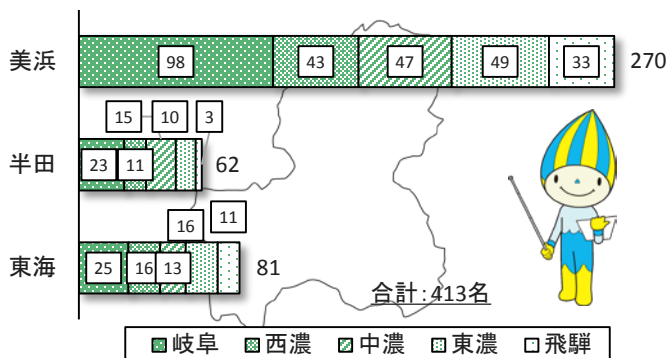 美浜 98 43 47 49 33 270
15 10 3
半田 23 11 62
16 11
東海 25 16 13 81
合計:413名
岐阜 西濃 中濃 東濃 飛騨